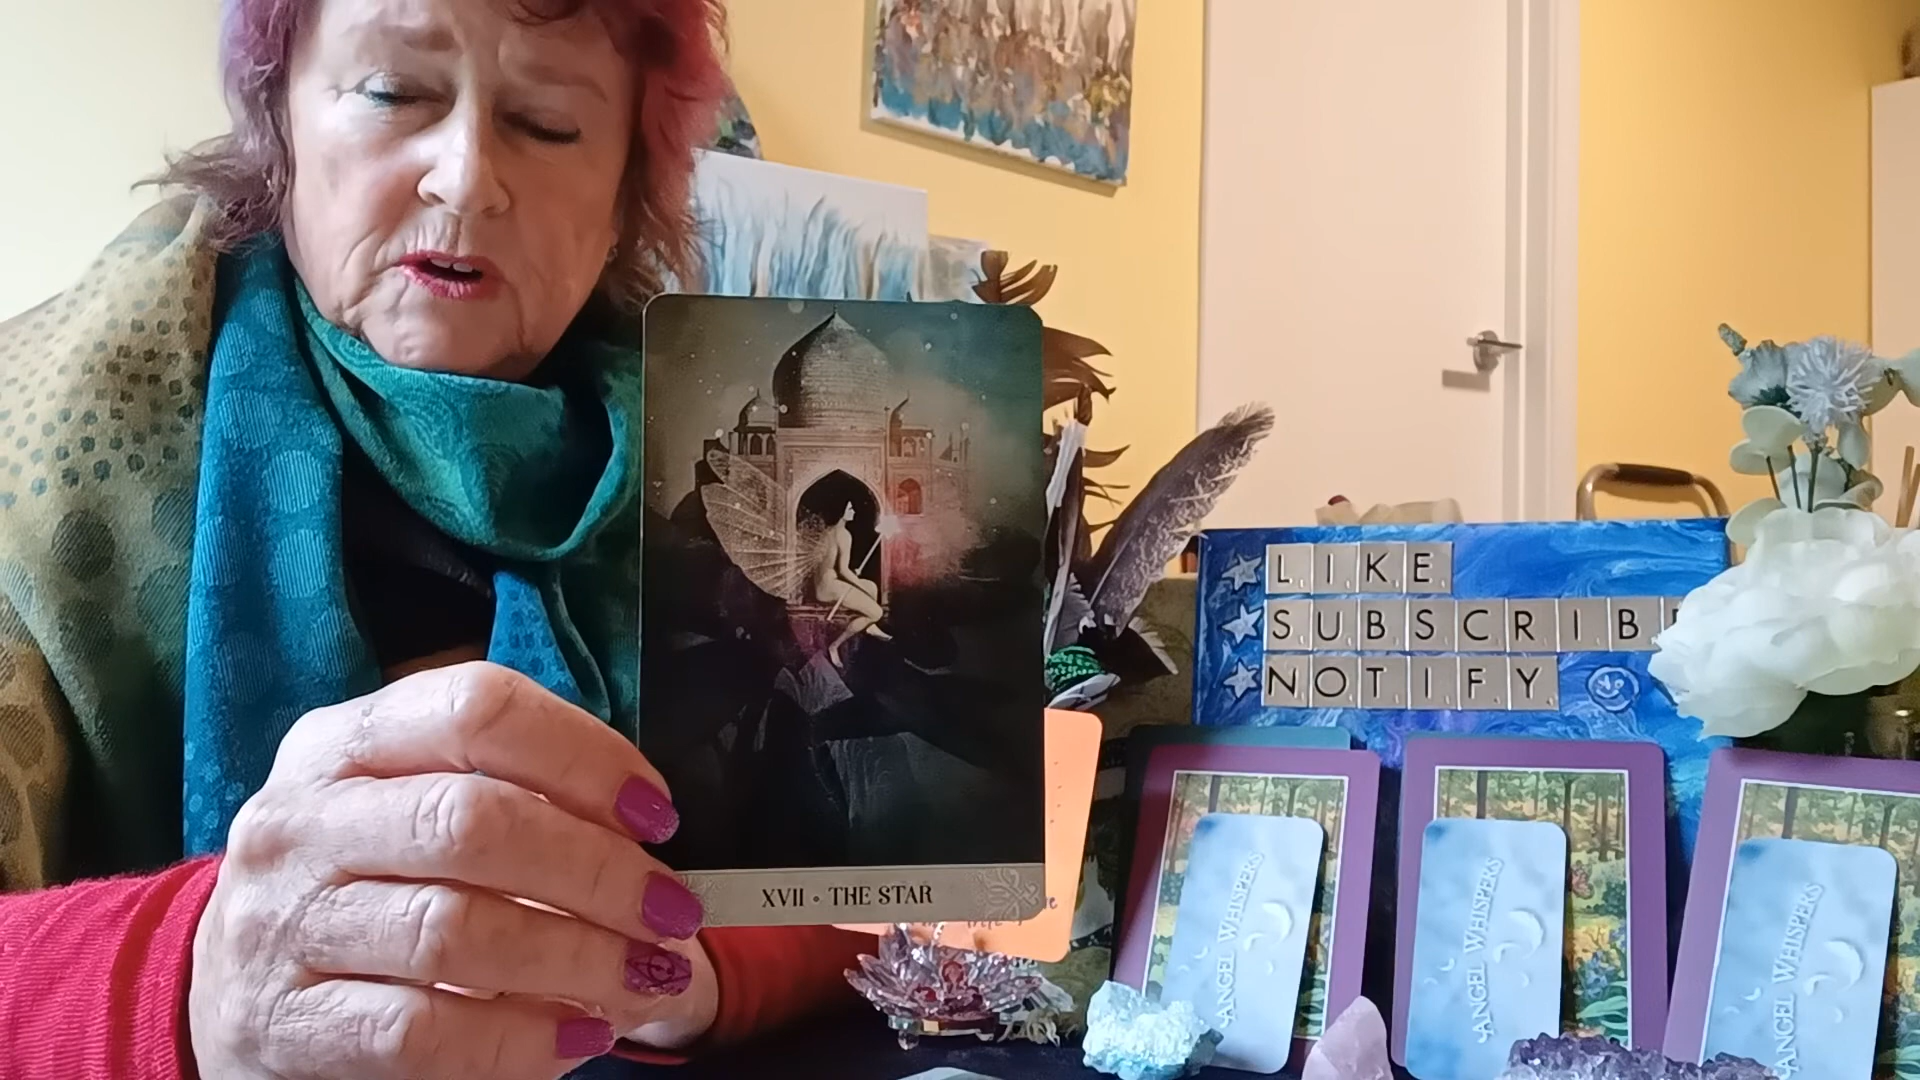 XVII • THE STAR
LIKE
SUBSCRIBE
NOTIFY
ANGEL WHISPERS
ANGEL WHISPERS
ANGEL WHISPERS